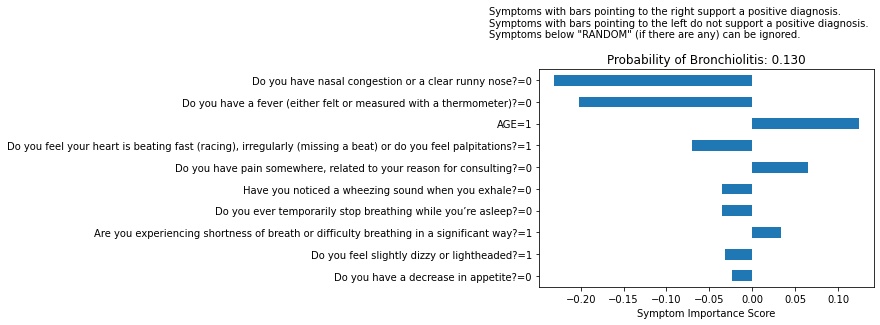 Symptoms with bars pointing to the right support a positive diagnosis.
Symptoms with bars pointing to the left do not support a positive diagnosis.
Symptoms below "RANDOM" (if there are any) can be ignored.
Probability of Bronchiolitis: 0.130
Do you have nasal congestion or a clear runny nose?=0
Do you have a fever (either felt or measured with a thermometer)?=0
AGE=1
Do you feel your heart is beating fast (racing), irregularly (missing a beat) or do you feel palpitations?=1
Do you have pain somewhere, related to your reason for consulting?=0
Have you noticed a wheezing sound when you exhale?=0
Do you ever temporarily stop breathing while you’re asleep?=0
Are you experiencing shortness of breath or difficulty breathing in a significant way?=1
Do you feel slightly dizzy or lightheaded?=1
Do you have a decrease in appetite?=0
−0.20 −0.15 −0.10 −0.05 0.00 0.05 0.10
Symptom Importance Score